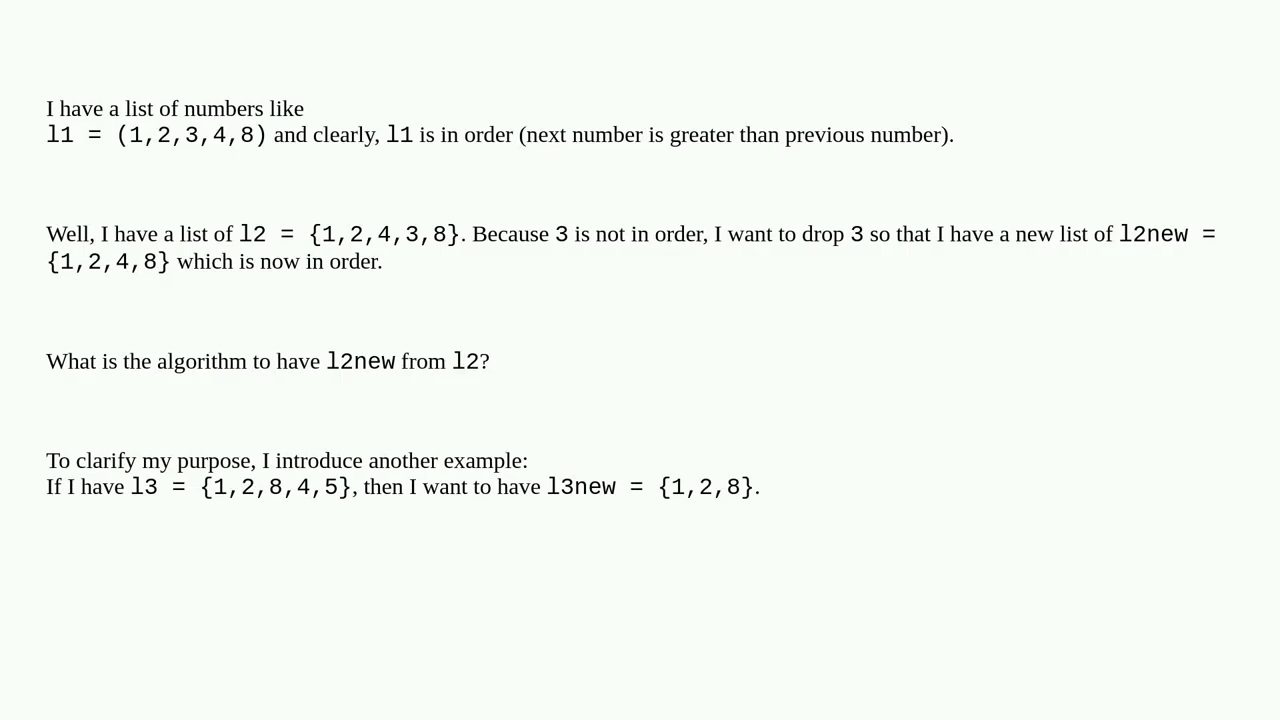 I have a list of numbers like
l1 = (1,2,3,4,8) and clearly, l1 is in order (next number is greater than previous number).
Well, I have a list of l2 = {1,2,4,3,8}. Because 3 is not in order, I want to drop 3 so that I have a new list of l2new =
{1,2,4,8} which is now in order.
What is the algorithm to have l2new from l2?
To clarify my purpose, I introduce another example:
If I have l3 = {1,2,8,4,5}, then I want to have l3new = {1,2,8}.